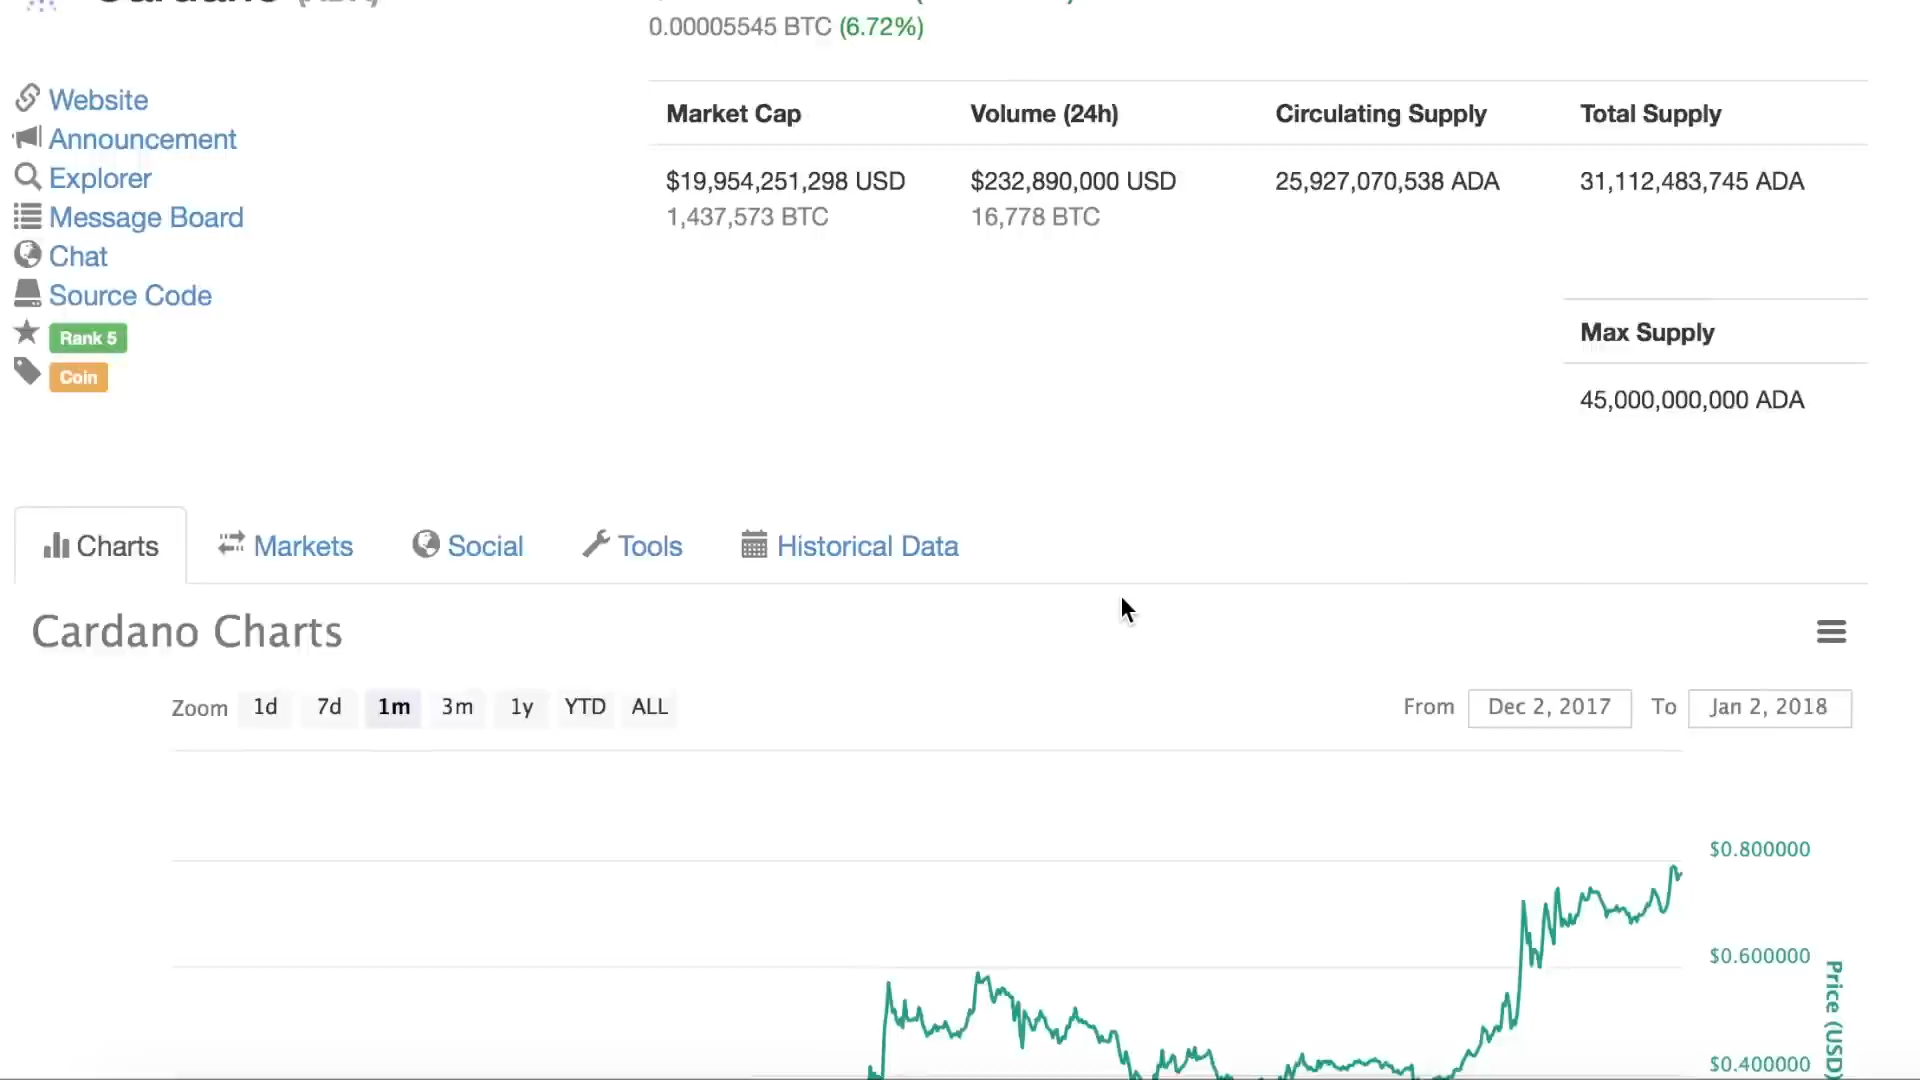 0.00005545 BTC (6.72%)
Website
Announcement
Explorer
Message Board
Chat
Source Code
Rank 5
Coin
Market Cap Volume (24h) Circulating Supply Total Supply
$19,954,251,298 USD $232,890,000 USD 25,927,070,538 ADA 31,112,483,745 ADA
1,437,573 BTC 16,778 BTC
Max Supply
45,000,000,000 ADA
Charts Markets Social Tools Historical Data
Cardano Charts
Zoom 1d 7d 1m 3m 1y YTD ALL From Dec 2, 2017 To Jan 2, 2018
$0.800000
$0.600000
$0.400000
Price (USD)